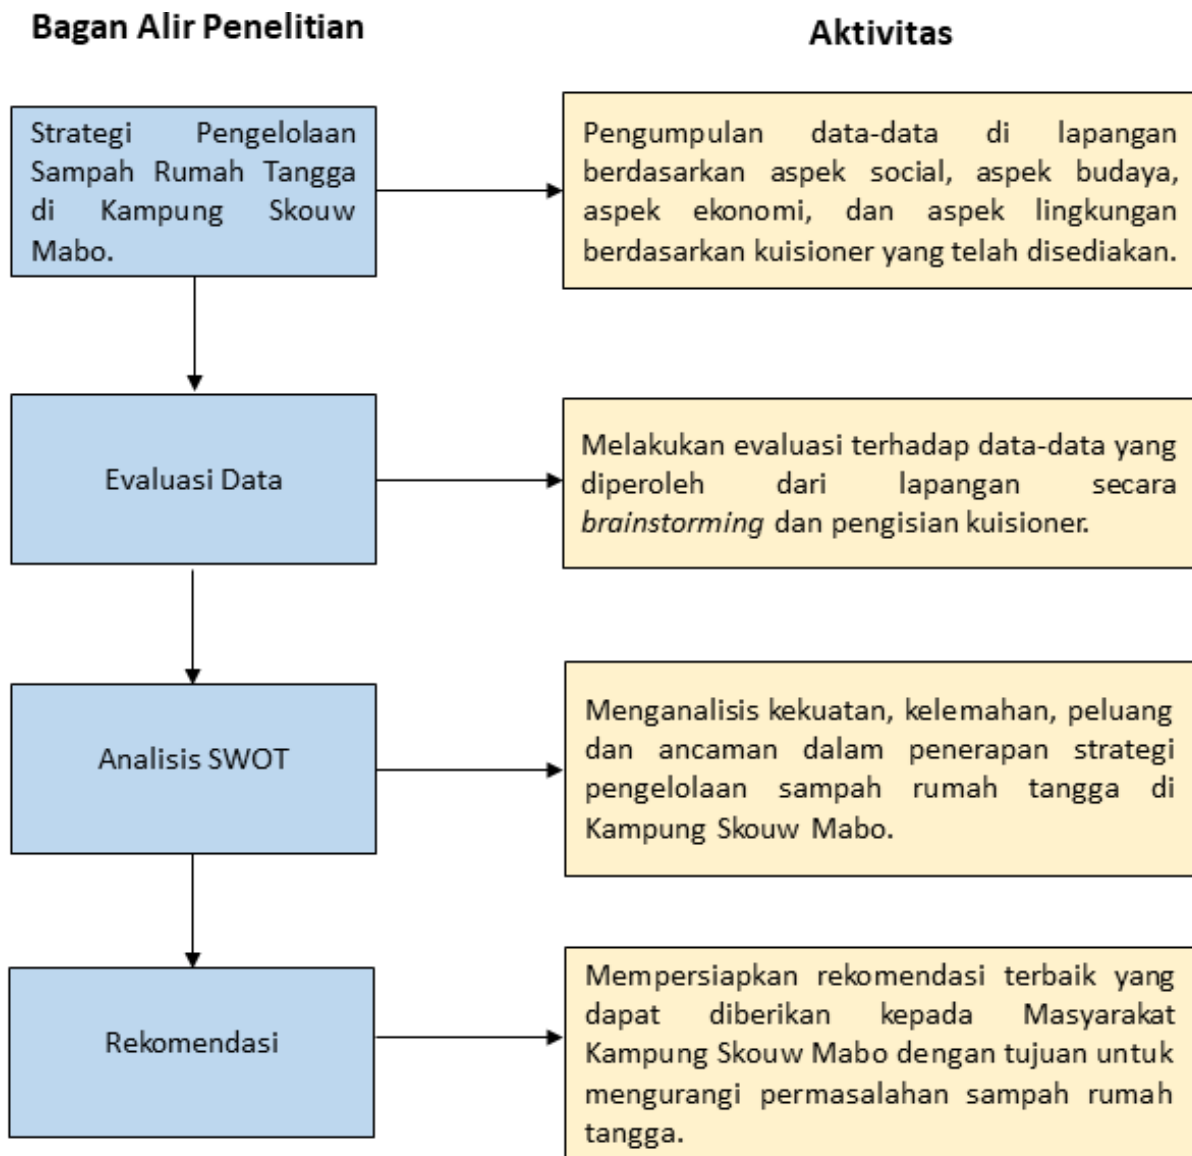 Bagan Alir Penelitian
Aktivitas
Strategi Pengelolaan
Sampah Rumah Tangga
di Kampung Skouw
Mabo.
Pengumpulan data-data di lapangan
berdasarkan aspek social, aspek budaya,
aspek ekonomi, dan aspek lingkungan
berdasarkan kuisioner yang telah disediakan.
Evaluasi Data
Melakukan evaluasi terhadap data-data yang
diperoleh dari lapangan secara
brainstorming dan pengisian kuisioner.
Analisis SWOT
Menganalisis kekuatan, kelemahan, peluang
dan ancaman dalam penerapan strategi
pengelolaan sampah rumah tangga di
Kampung Skouw Mabo.
Rekomendasi
Mempersiapkan rekomendasi terbaik yang
dapat diberikan kepada Masyarakat
Kampung Skouw Mabo dengan tujuan untuk
mengurangi permasalahan sampah rumah
tangga.